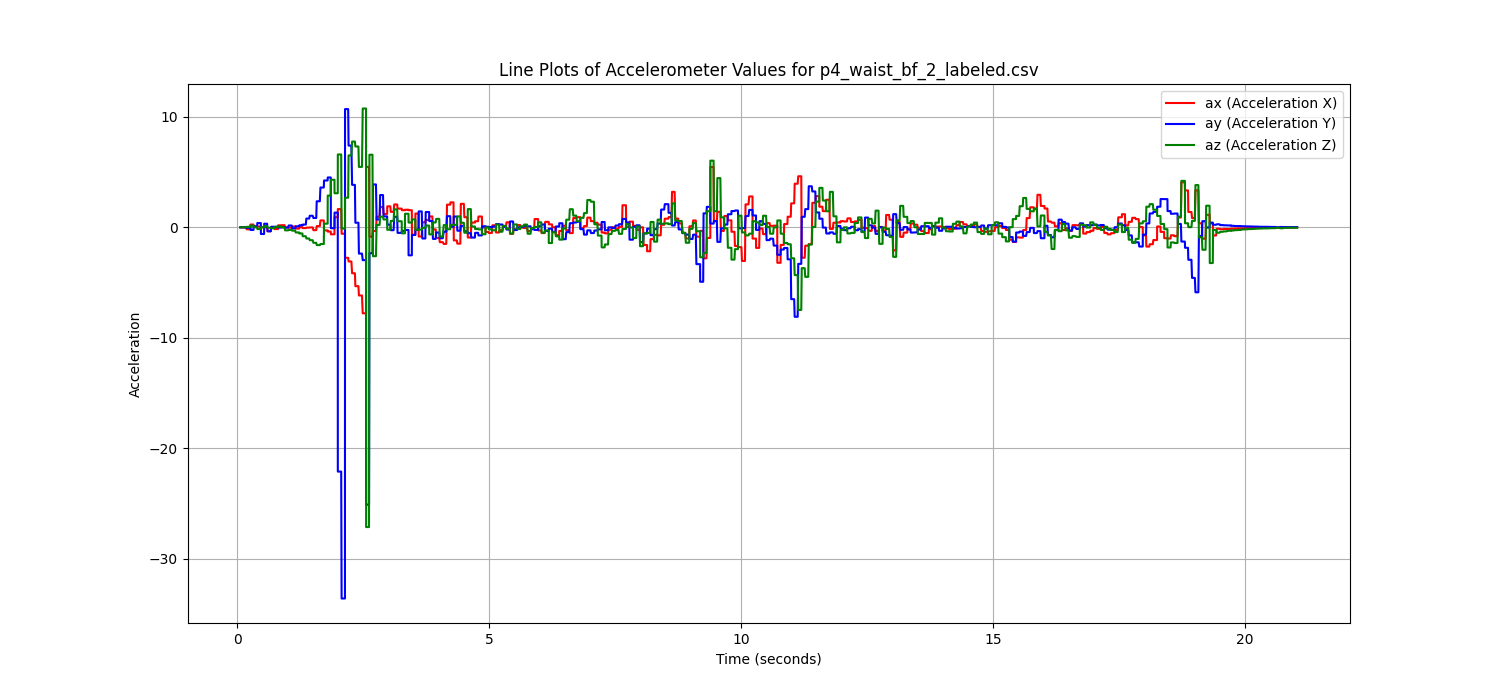 Line Plots of Accelerometer Values for p4_waist_bf_2_labeled.csv
ax (Acceleration X)
ay (Acceleration Y)
az (Acceleration Z)
Acceleration
10
0
−10
−20
−30
0 5 10 15 20
Time (seconds)